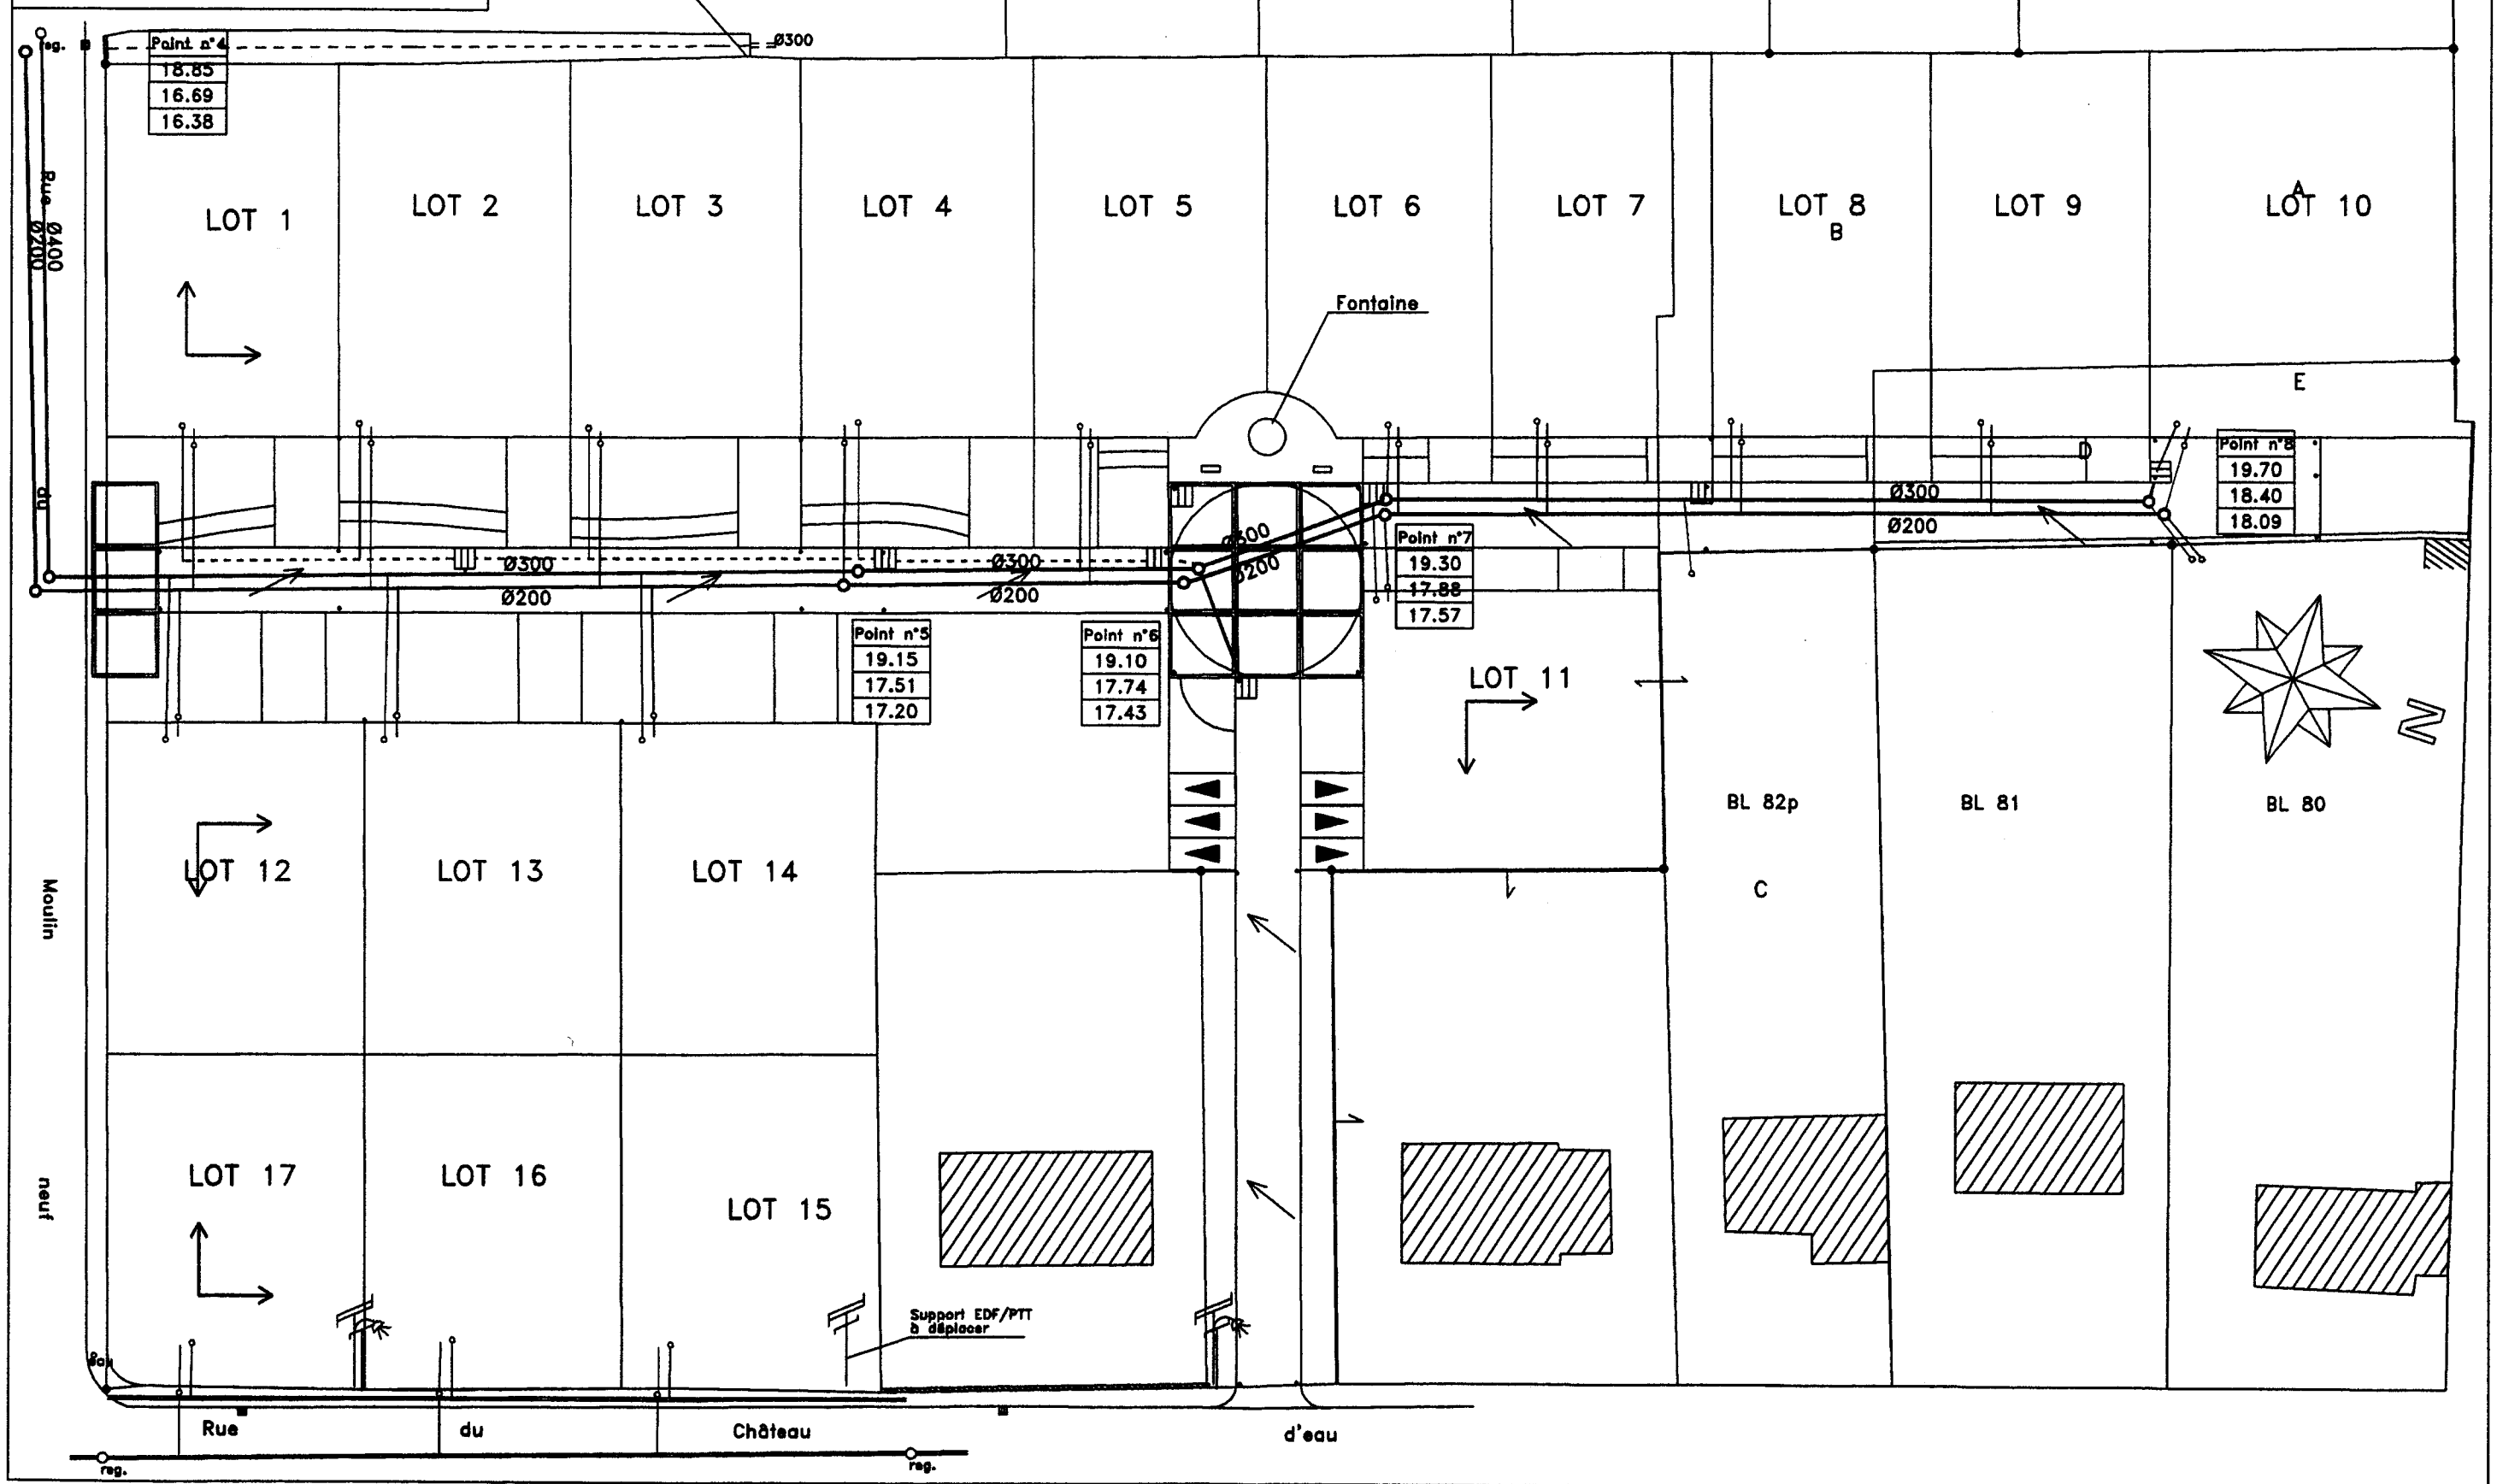 reg.
Point n°4
18.85
16.69
16.38
Ø300
Rue
Ø400
Ø200
du
Moulin
neuf
LOT 1
LOT 2
LOT 3
LOT 4
LOT 5
LOT 6
LOT 7
LOT 8
B
LOT 9
A
LOT 10
Fontaine
E
D
Point n°8
19.70
18.40
18.09
Ø300
Ø200
Ø300
Ø200
Ø300
Ø200
Ø300
Ø200
Point n°7
19.30
17.88
17.57
Point n°5
19.15
17.51
17.20
Point n°6
19.10
17.74
17.43
LOT 11
N
BL 82p
BL 81
BL 80
C
LOT 12
LOT 13
LOT 14
LOT 17
LOT 16
LOT 15
Support EDF/PTT
à déplacer
Rue du Château d'eau
reg.
reg.